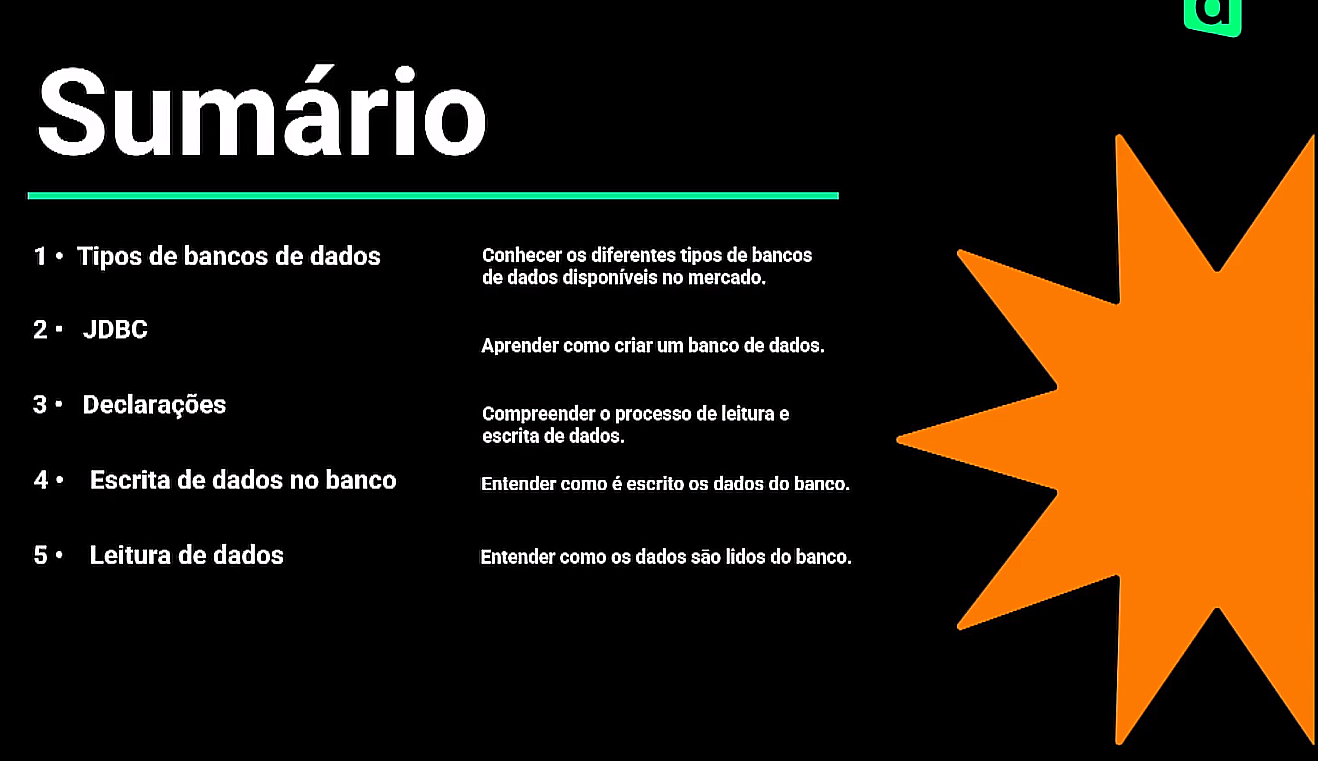 Sumário
1 • Tipos de bancos de dados
Conhecer os diferentes tipos de bancos
de dados disponíveis no mercado.
2 • JDBC
Aprender como criar um banco de dados.
3 • Declarações
Compreender o processo de leitura e
escrita de dados.
4 • Escrita de dados no banco
Entender como é escrito os dados do banco.
5 • Leitura de dados
Entender como os dados são lidos do banco.